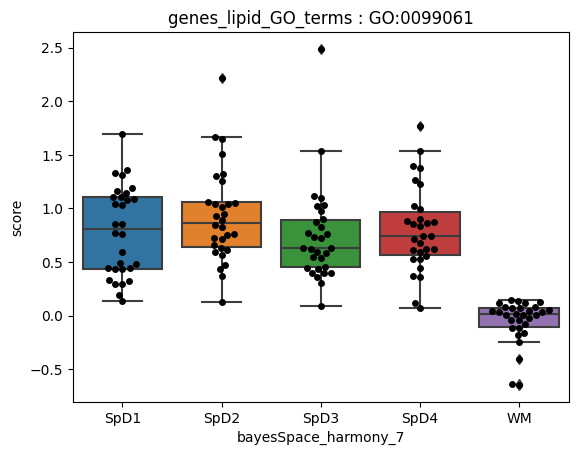 genes_lipid_GO_terms : GO:0099061
2.5
2.0
1.5
1.0
0.5
0.0
−0.5
score
SpD1 SpD2 SpD3 SpD4 WM
bayesSpace_harmony_7